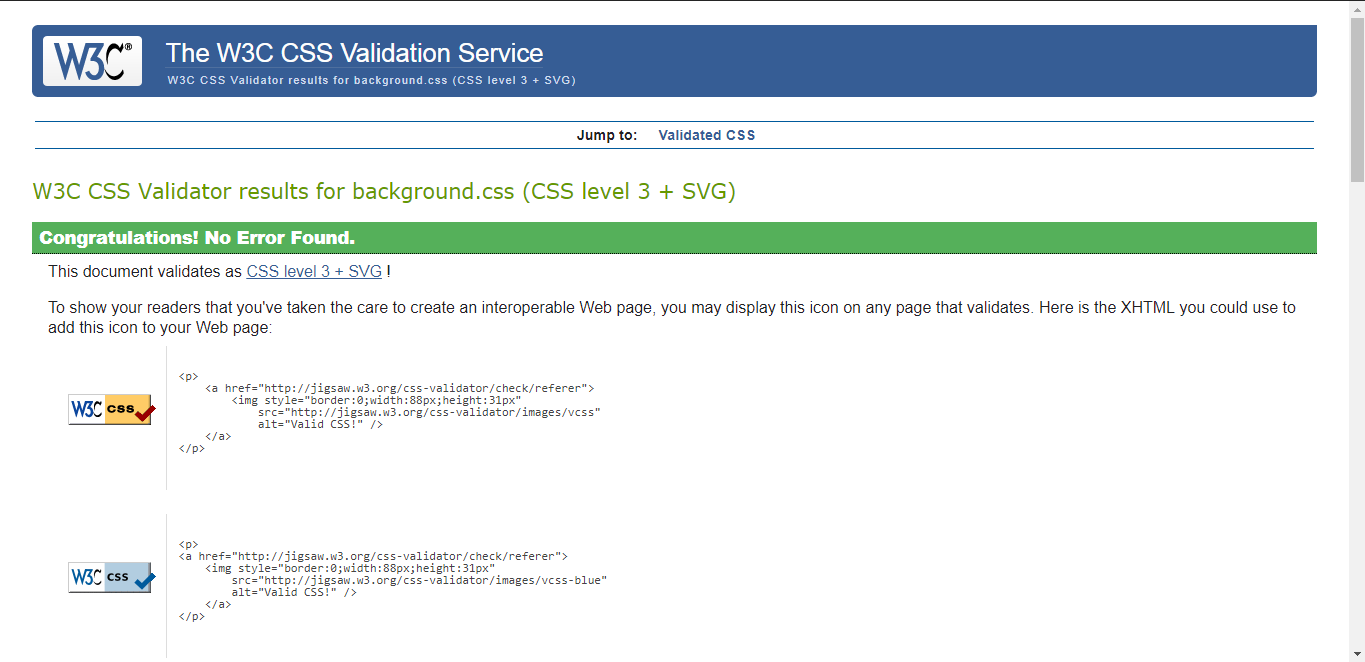 W3C®
The W3C CSS Validation Service
W3C CSS Validator results for background.css (CSS level 3 + SVG)
Jump to: Validated CSS
W3C CSS Validator results for background.css (CSS level 3 + SVG)
Congratulations! No Error Found.
This document validates as CSS level 3 + SVG !
To show your readers that you've taken the care to create an interoperable Web page, you may display this icon on any page that validates. Here is the XHTML you could use to
add this icon to your Web page:
W3C css
<p>
    <a href="http://jigsaw.w3.org/css-validator/check/referer">
        <img style="border:0;width:88px;height:31px"
            src="http://jigsaw.w3.org/css-validator/images/vcss"
            alt="Valid CSS!" />
    </a>
</p>
W3C css
<p>
<a href="http://jigsaw.w3.org/css-validator/check/referer">
    <img style="border:0;width:88px;height:31px"
        src="http://jigsaw.w3.org/css-validator/images/vcss-blue"
        alt="Valid CSS!" />
    </a>
</p>